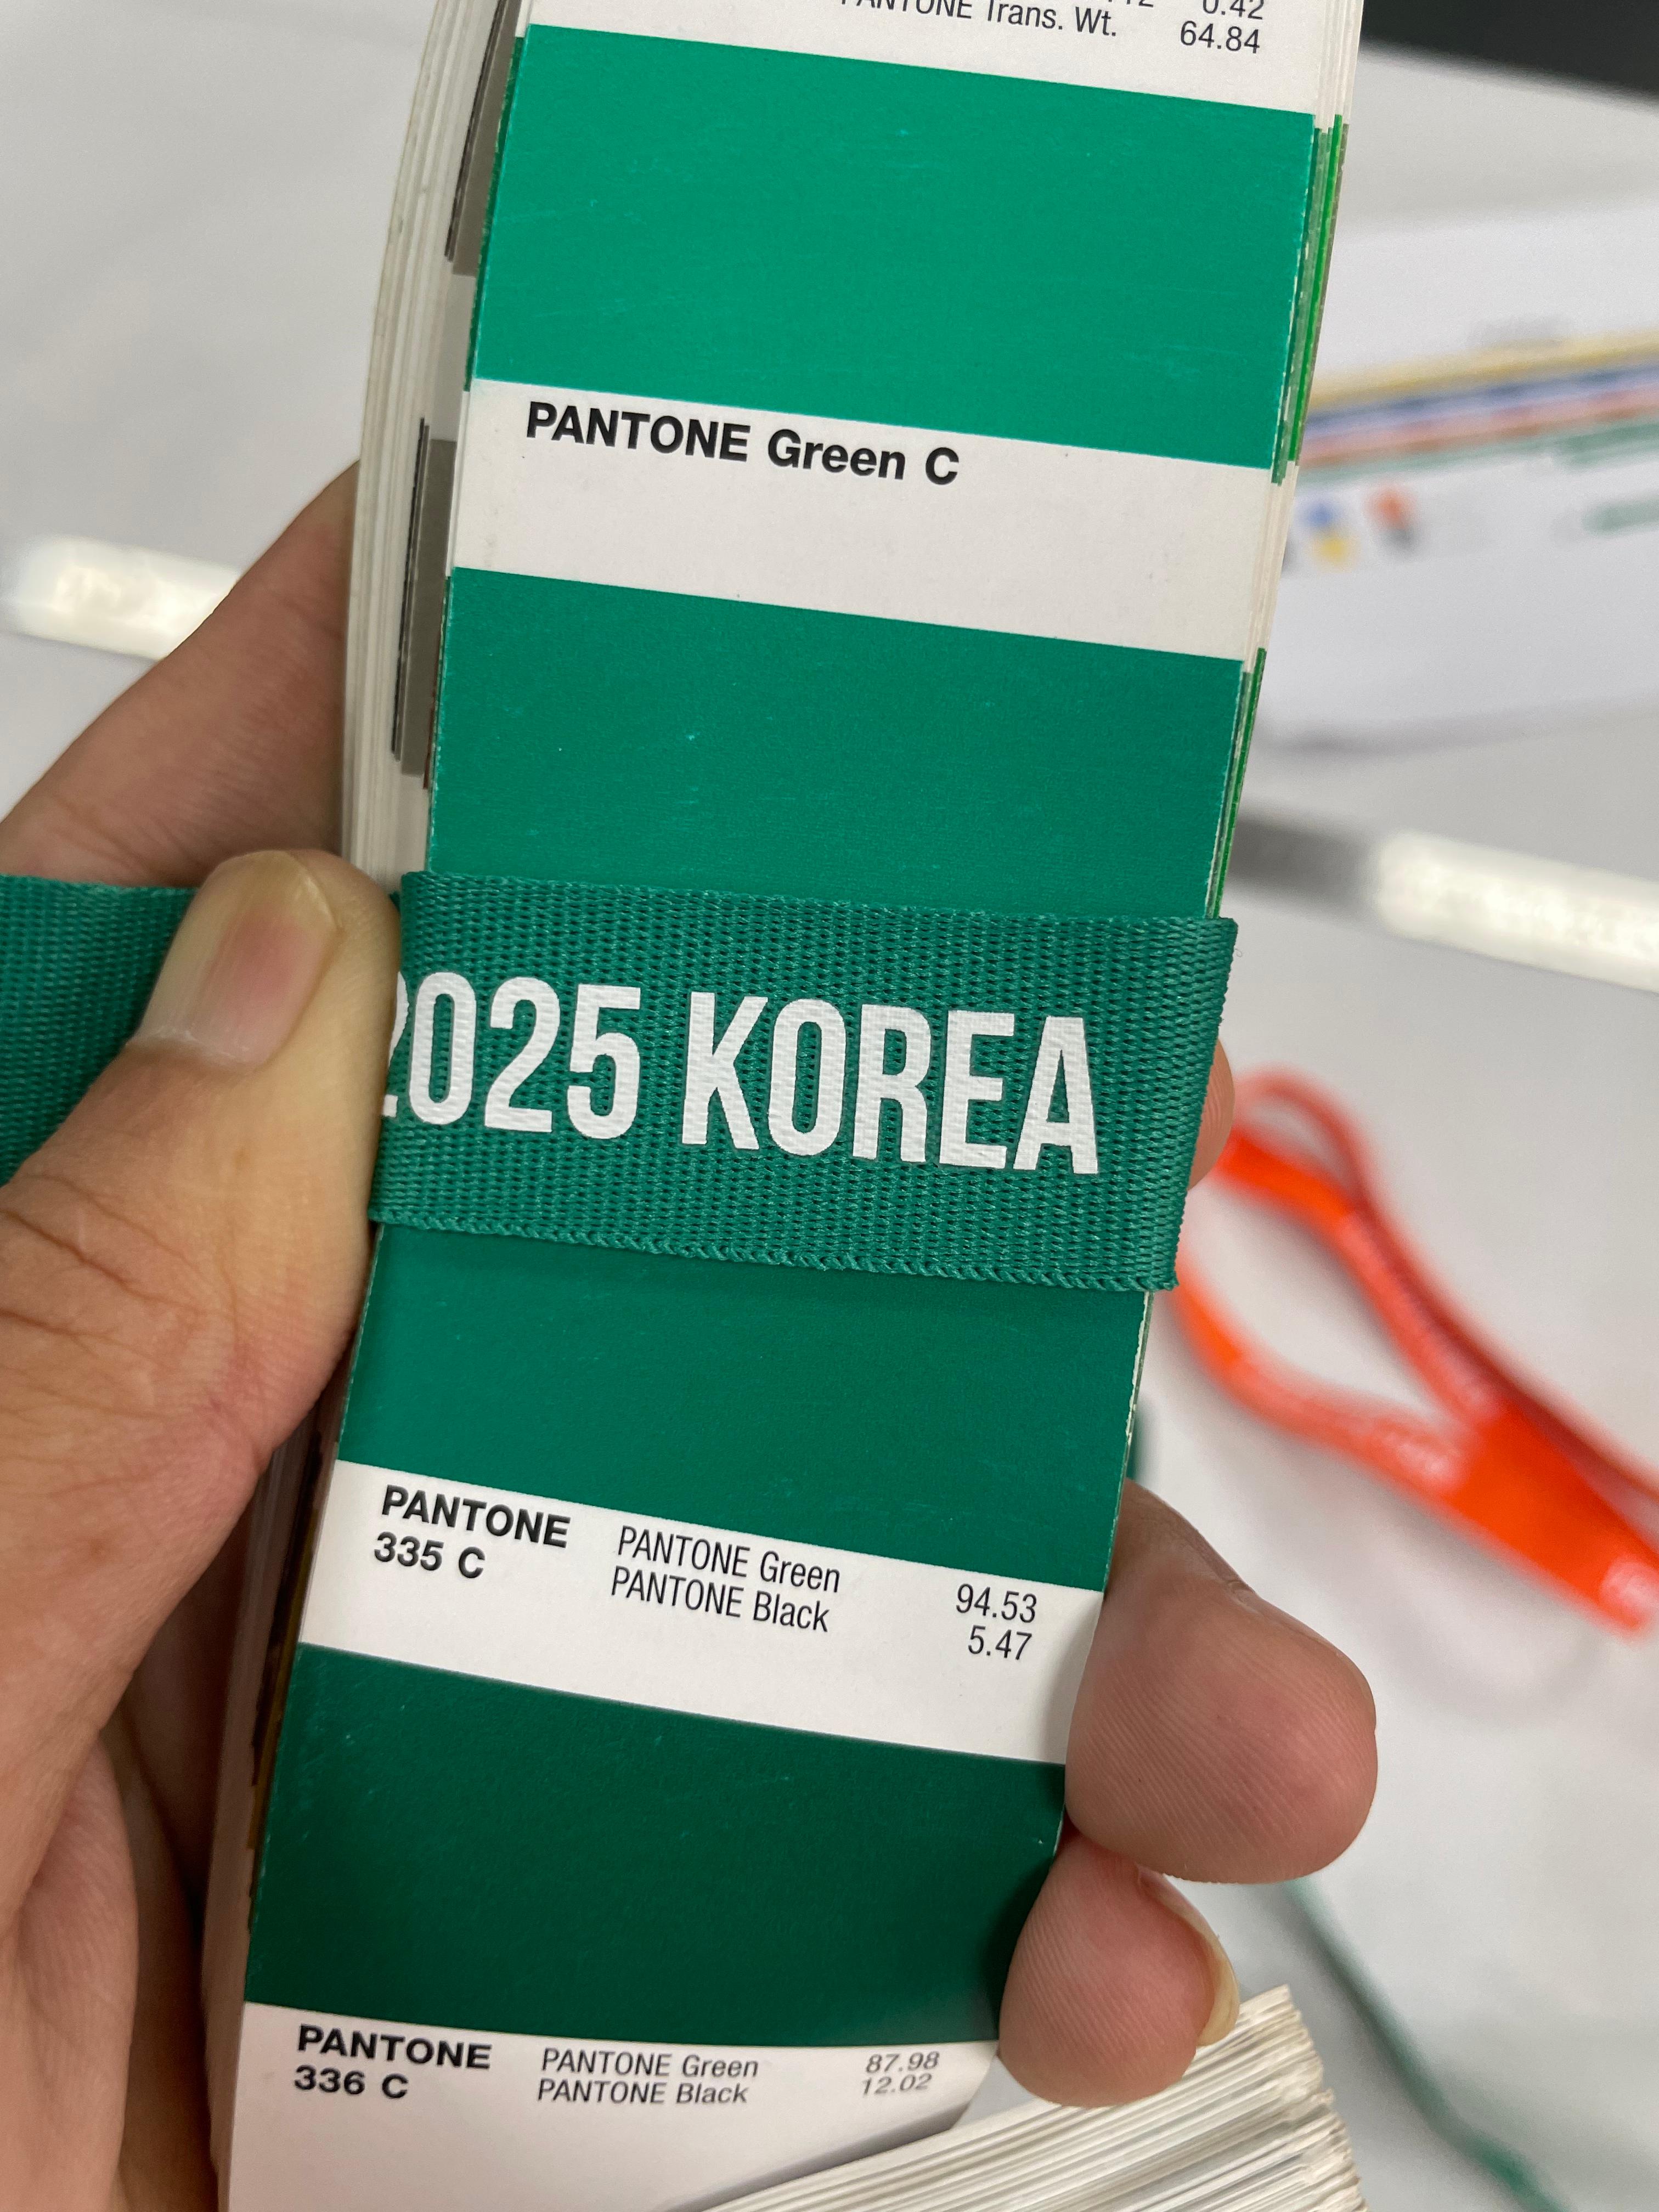 PANTONE Trans. Wt. 64.84
PANTONE Green C
2025 KOREA
PANTONE
335 C
PANTONE Green 94.53
PANTONE Black 5.47
PANTONE
336 C
PANTONE Green 87.98
PANTONE Black 12.02